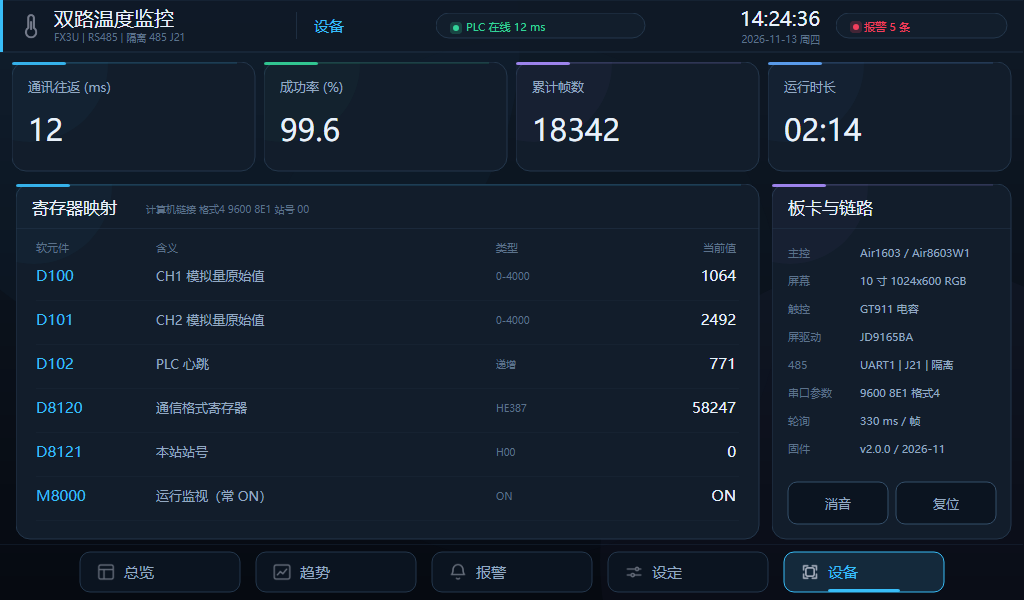 双路温度监控
FX3U | RS485 | 隔离 485 J21
设备
PLC 在线 12 ms
14:24:36
2026-11-13 周四
报警 5 条
通讯往返 (ms)
12
成功率 (%)
99.6
累计帧数
18342
运行时长
02:14
寄存器映射 计算机链接 格式4 9600 8E1 站号 00
软元件 含义 类型 当前值
D100 CH1 模拟量原始值 0-4000 1064
D101 CH2 模拟量原始值 0-4000 2492
D102 PLC 心跳 递增 771
D8120 通信格式寄存器 HE387 58247
D8121 本站站号 H00 0
M8000 运行监视（常 ON） ON ON
板卡与链路
主控 Air1603 / Air8603W1
屏幕 10 寸 1024x600 RGB
触控 GT911 电容
屏驱动 JD9165BA
485 UART1 | J21 | 隔离
串口参数 9600 8E1 格式4
轮询 330 ms / 帧
固件 v2.0.0 / 2026-11
消音 复位
总览 趋势 报警 设定 设备